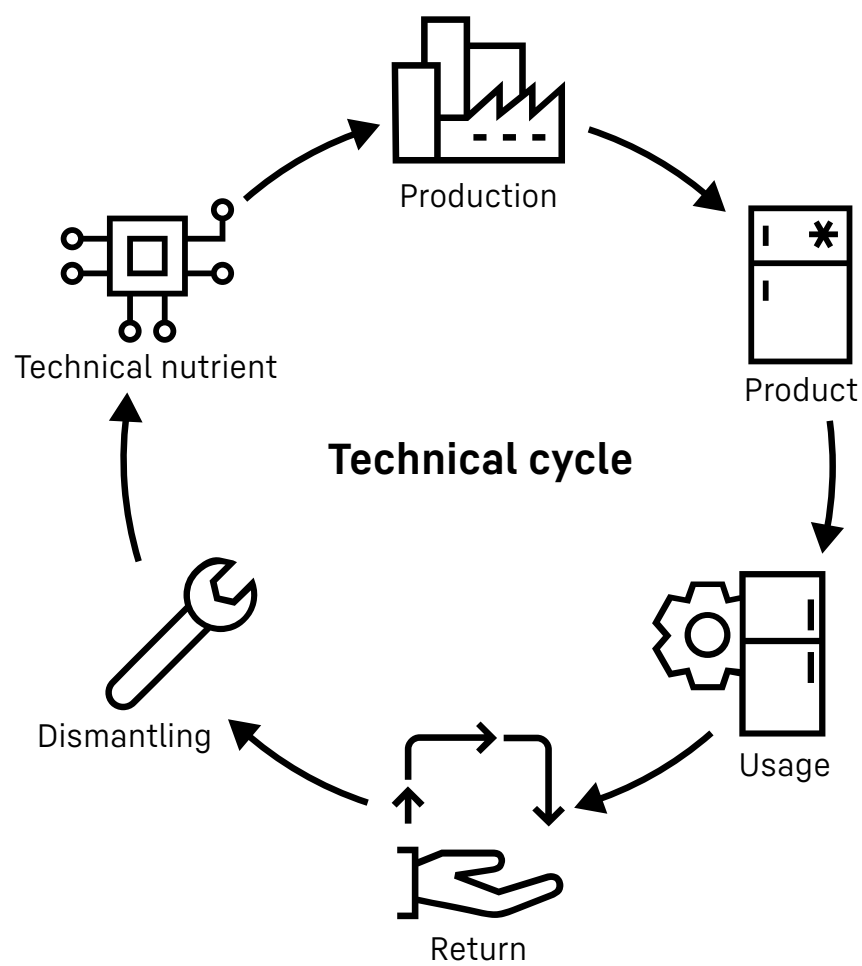 Production
Technical nutrient
Product
Technical cycle
Dismantling
Usage
Return